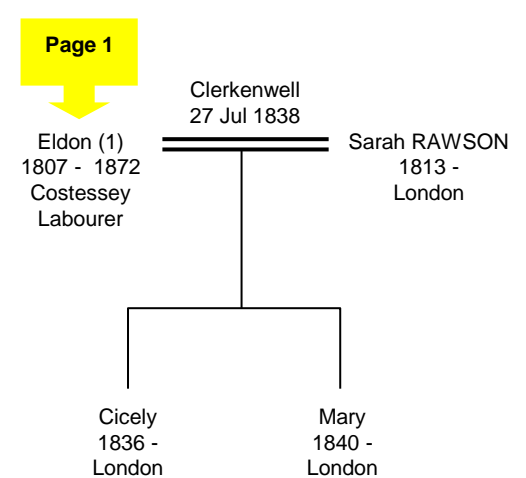 Page 1
Clerkenwell
27 Jul 1838
Eldon (1)
1807 -  1872
Costessey
Labourer
Sarah RAWSON
1813 -
London
Cicely
1836 -
London
Mary
1840 -
London